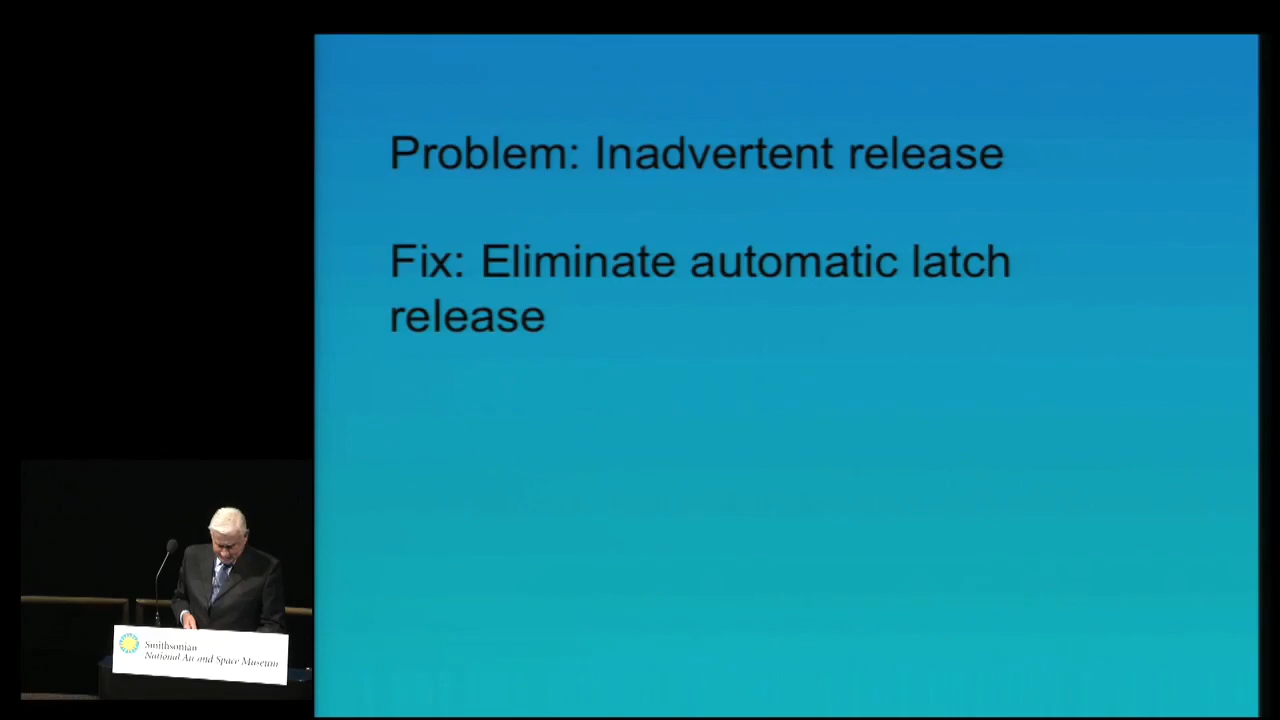 Problem: Inadvertent release
Fix: Eliminate automatic latch
release
Smithsonian
National Air and Space Museum